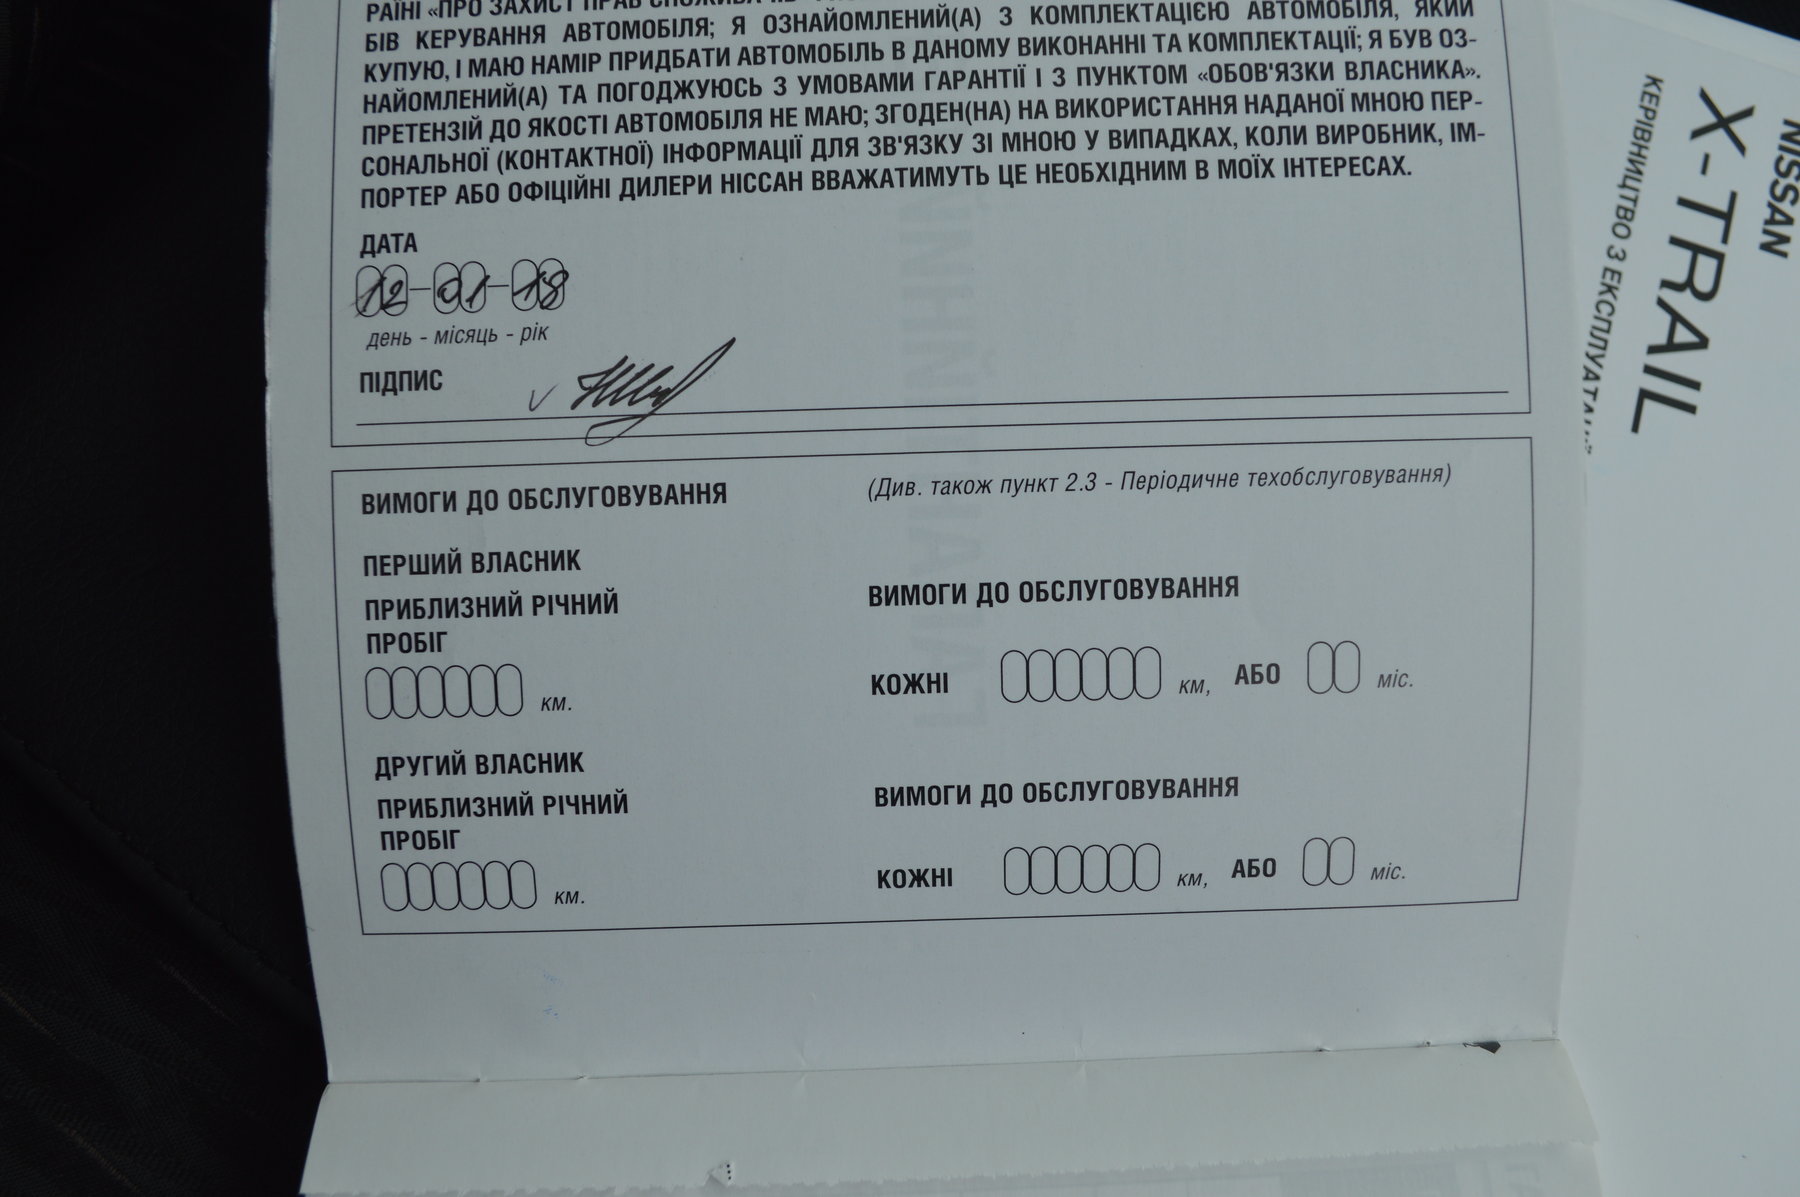 РАЇНІ «ПРО ЗАХИСТ ПРАВ
БІВ КЕРУВАННЯ АВТОМОБІЛЯ; Я ОЗНАЙОМЛЕНИЙ(А) З КОМПЛЕКТАЦІЄЮ АВТОМОБІЛЯ, ЯКИЙ
КУПУЮ, І МАЮ НАМІР ПРИДБАТИ АВТОМОБІЛЬ В ДАНОМУ ВИКОНАННІ ТА КОМПЛЕКТАЦІЇ; Я БУВ ОЗ-
НАЙОМЛЕНИЙ(А) ТА ПОГОДЖУЮСЬ З УМОВАМИ ГАРАНТІЇ І З ПУНКТОМ «ОБОВ'ЯЗКИ ВЛАСНИКА».
ПРЕТЕНЗІЙ ДО ЯКОСТІ АВТОМОБІЛЯ НЕ МАЮ; ЗГОДЕН(НА) НА ВИКОРИСТАННЯ НАДАНОЇ МНОЮ ПЕР-
СОНАЛЬНОЇ (КОНТАКТНОЇ) ІНФОРМАЦІЇ ДЛЯ ЗВ'ЯЗКУ ЗІ МНОЮ У ВИПАДКАХ, КОЛИ ВИРОБНИК, ІМ-
ПОРТЕР АБО ОФІЦІЙНІ ДИЛЕРИ НІССАН ВВАЖАТИМУТЬ ЦЕ НЕОБХІДНИМ В МОЇХ ІНТЕРЕСАХ.
ДАТА
12-01-18
день - місяць - рік
ПІДПИС
ВИМОГИ ДО ОБСЛУГОВУВАННЯ
(Див. також пункт 2.3 - Періодичне техобслуговування)
ПЕРШИЙ ВЛАСНИК
ПРИБЛИЗНИЙ РІЧНИЙ
ПРОБІГ
км.
ВИМОГИ ДО ОБСЛУГОВУВАННЯ
КОЖНІ км, АБО міс.
ДРУГИЙ ВЛАСНИК
ПРИБЛИЗНИЙ РІЧНИЙ
ПРОБІГ
км.
ВИМОГИ ДО ОБСЛУГОВУВАННЯ
КОЖНІ км, АБО міс.
NISSAN
X-TRAIL
КЕРІВНИЦТВО З